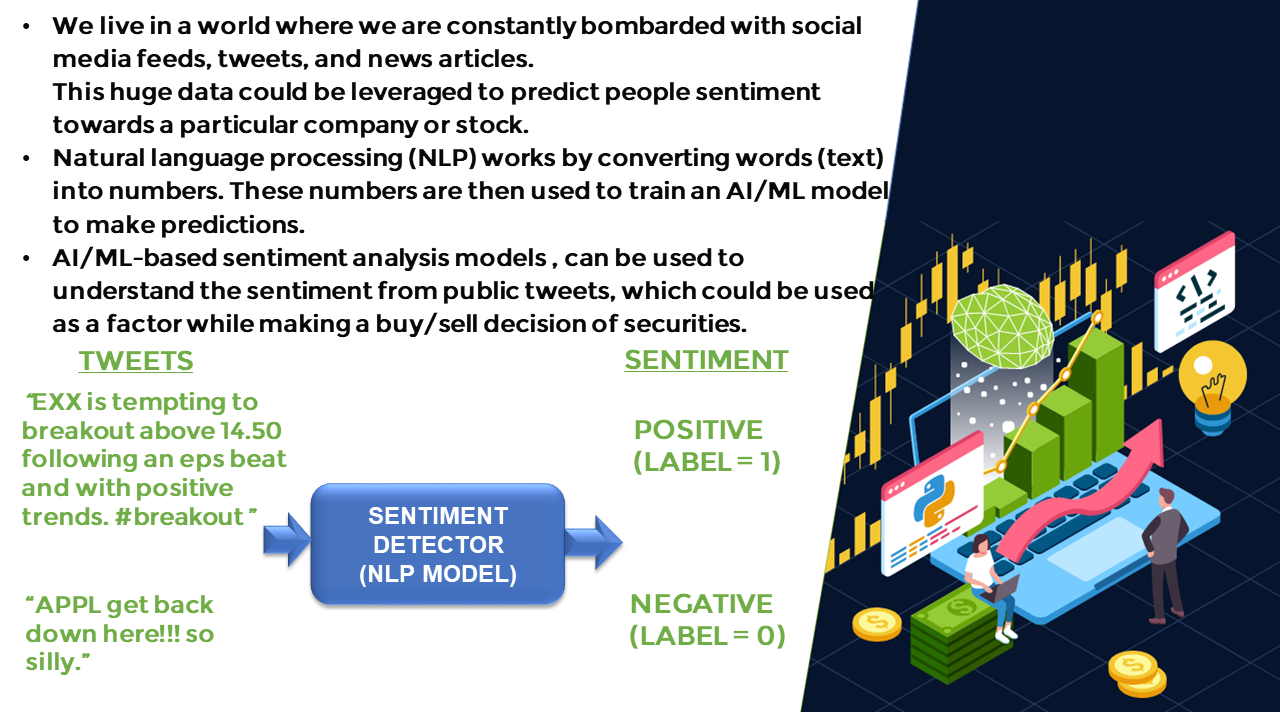 • We live in a world where we are constantly bombarded with social
media feeds, tweets, and news articles.
This huge data could be leveraged to predict people sentiment
towards a particular company or stock.
• Natural language processing (NLP) works by converting words (text)
into numbers. These numbers are then used to train an AI/ML model
to make predictions.
• AI/ML-based sentiment analysis models , can be used to
understand the sentiment from public tweets, which could be used
as a factor while making a buy/sell decision of securities.
TWEETS
“EXX is tempting to
breakout above 14.50
following an eps beat
and with positive
trends. #breakout”
“APPL get back
down here!!! so
silly.”
SENTIMENT
DETECTOR
(NLP MODEL)
SENTIMENT
POSITIVE
(LABEL = 1)
NEGATIVE
(LABEL = 0)